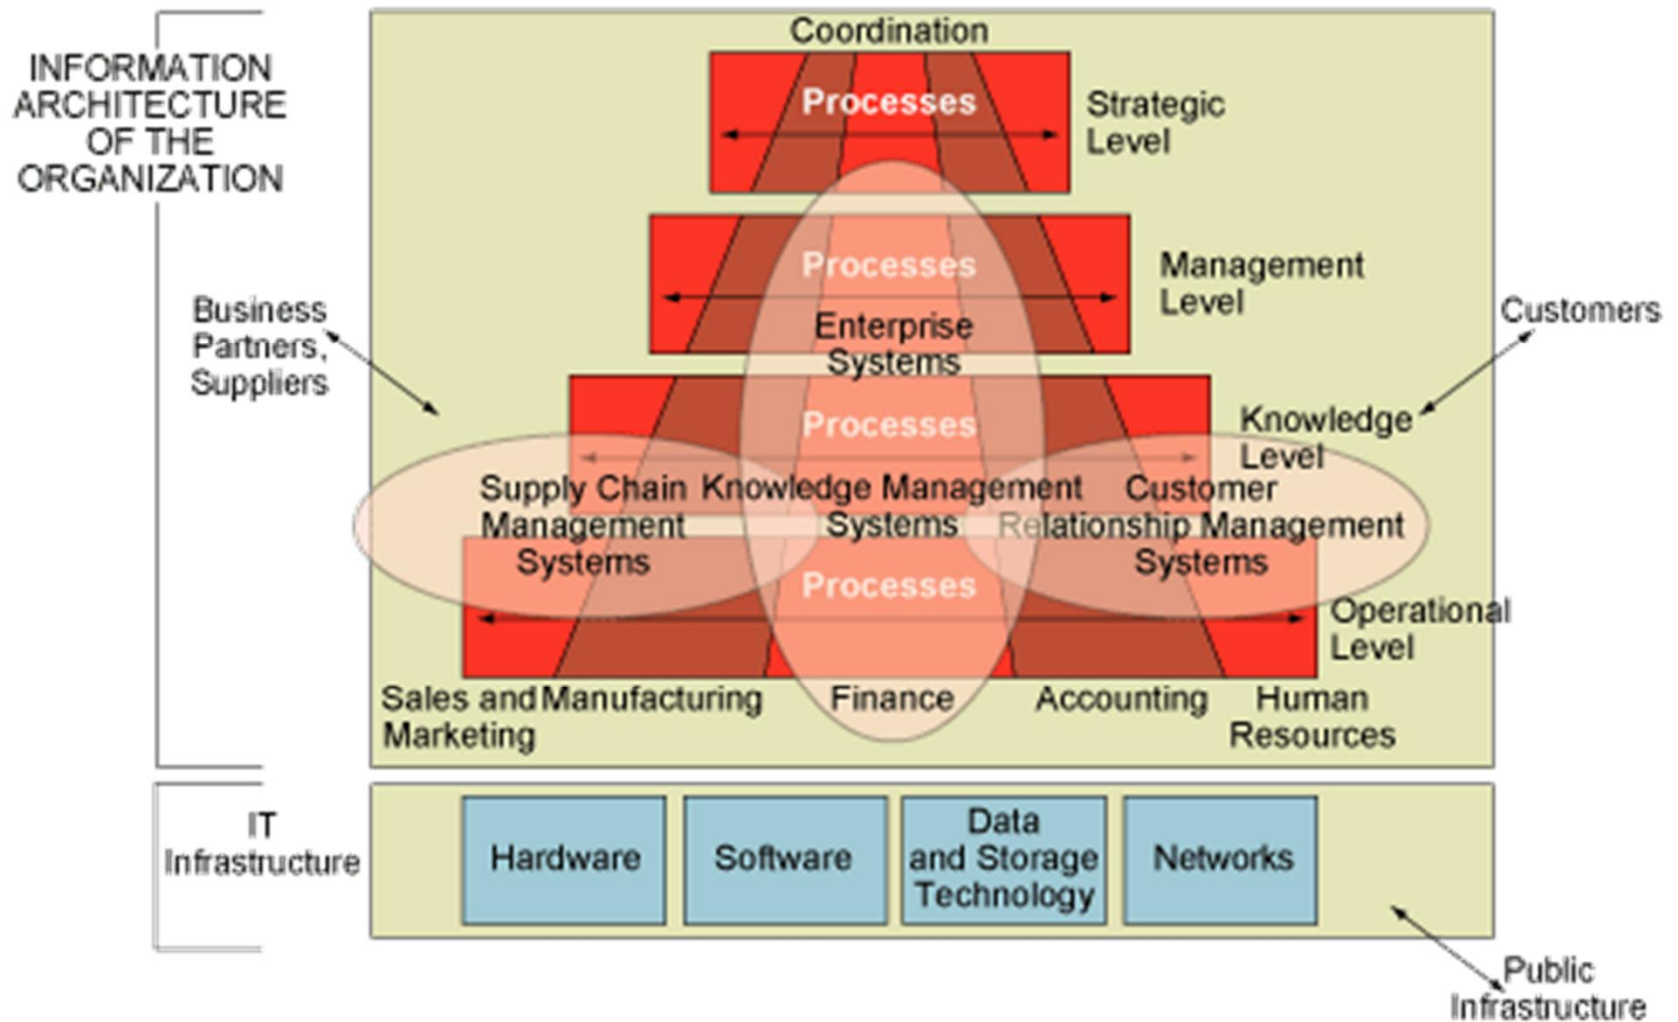 Coordination
INFORMATION
ARCHITECTURE
OF THE
ORGANIZATION
Processes
Strategic
Level
Processes
Management
Level
Business
Partners,
Suppliers
Customers
Enterprise
Systems
Processes
Knowledge
Level
Supply Chain
Management
Systems
Knowledge Management
Systems
Customer
Relationship Management
Systems
Processes
Operational
Level
Sales and
Marketing
Manufacturing
Finance
Accounting
Human
Resources
IT
Infrastructure
Hardware
Software
Data
and Storage
Technology
Networks
Public
Infrastructure